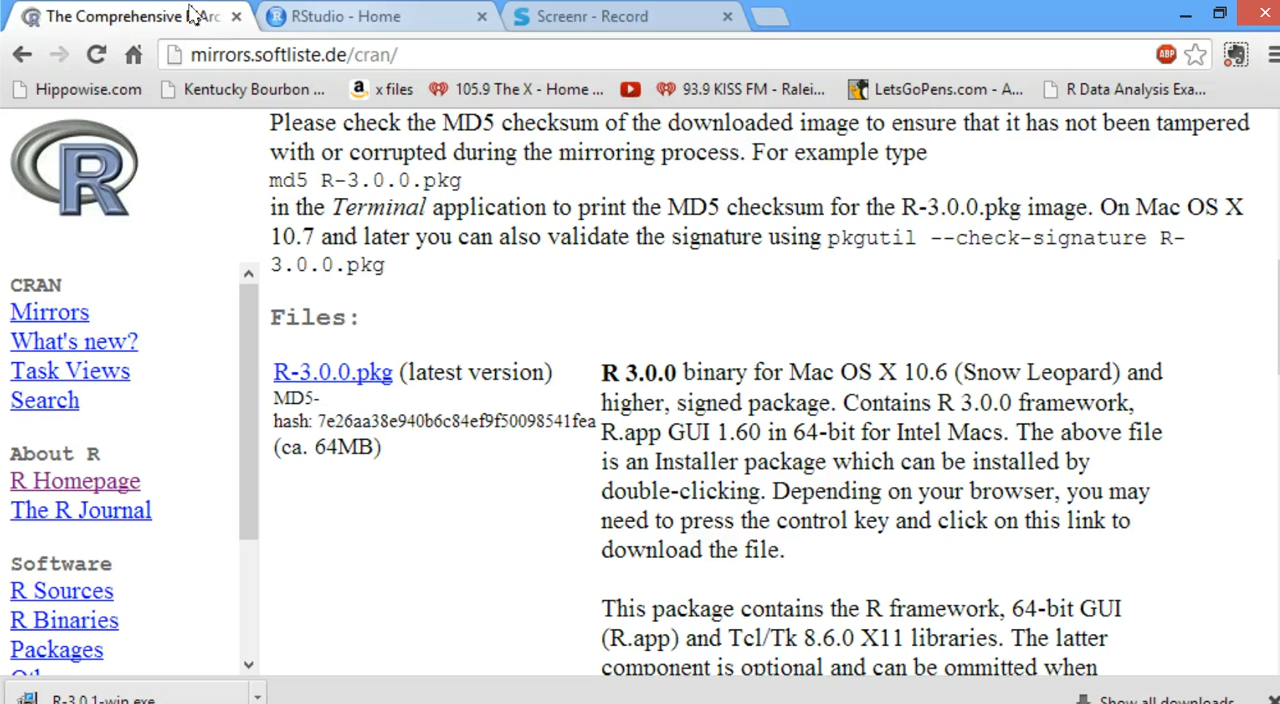 The Comprehensive R Arc
RStudio - Home
Screenr - Record
mirrors.softliste.de/cran/
ABP
Hippowise.com
Kentucky Bourbon ...
x files
105.9 The X - Home ...
93.9 KISS FM - Ralei...
LetsGoPens.com - A...
R Data Analysis Exa...
Please check the MD5 checksum of the downloaded image to ensure that it has not been tampered
with or corrupted during the mirroring process. For example type
md5 R-3.0.0.pkg
in the Terminal application to print the MD5 checksum for the R-3.0.0.pkg image. On Mac OS X
10.7 and later you can also validate the signature using pkgutil --check-signature R-
3.0.0.pkg
Files:
R-3.0.0.pkg (latest version)
MD5-
hash: 7e26aa38e940b6c84ef9f50098541fea
(ca. 64MB)
R 3.0.0 binary for Mac OS X 10.6 (Snow Leopard) and
higher, signed package. Contains R 3.0.0 framework,
R.app GUI 1.60 in 64-bit for Intel Macs. The above file
is an Installer package which can be installed by
double-clicking. Depending on your browser, you may
need to press the control key and click on this link to
download the file.
This package contains the R framework, 64-bit GUI
(R.app) and Tcl/Tk 8.6.0 X11 libraries. The latter
component is optional and can be ommitted when
R
CRAN
Mirrors
What's new?
Task Views
Search
About R
R Homepage
The R Journal
Software
R Sources
R Binaries
Packages
R-3.0.1-win.exe
Show all downloads